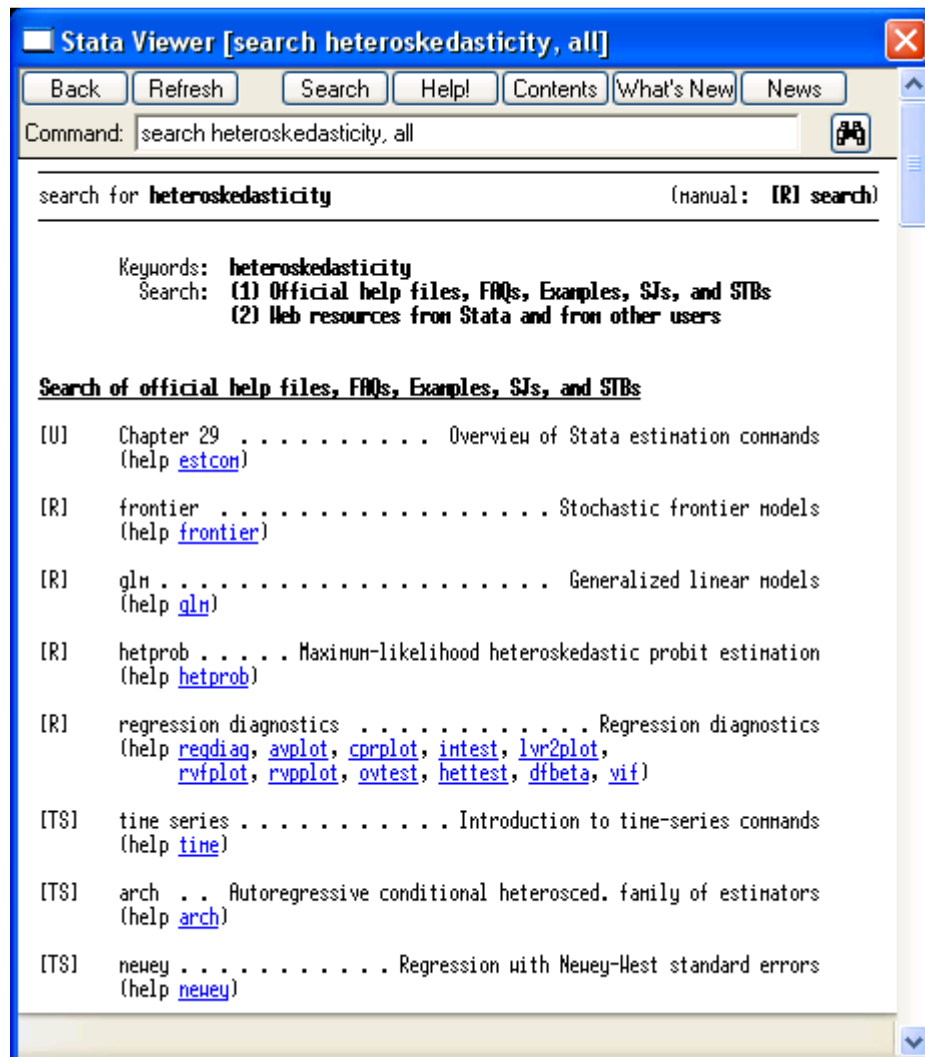 Stata Viewer [search heteroskedasticity, all]
Back Refresh Search Help! Contents What's New News
Command: search heteroskedasticity, all
search for heteroskedasticity (manual: [R] search)
Keywords: heteroskedasticity
Search: (1) Official help files, FAQs, Examples, SJs, and STBs
(2) Web resources from Stata and from other users
Search of official help files, FAQs, Examples, SJs, and STBs
[U] Chapter 29 . . . . . . . . . . Overview of Stata estimation commands
(help estcom)
[R] frontier . . . . . . . . . . . . . . . . . . Stochastic frontier models
(help frontier)
[R] glm . . . . . . . . . . . . . . . . . . . . . Generalized linear models
(help glm)
[R] hetprob . . . . . Maximum-likelihood heteroskedastic probit estimation
(help hetprob)
[R] regression diagnostics . . . . . . . . . . . . Regression diagnostics
(help regdiag, avplot, cprplot, imtest, lvr2plot,
rvfplot, rvpplot, ovtest, hettest, dfbeta, vif)
[TS] time series . . . . . . . . . . . Introduction to time-series commands
(help time)
[TS] arch . . Autoregressive conditional heterosced. family of estimators
(help arch)
[TS] newey . . . . . . . . . . . . Regression with Newey-West standard errors
(help newey)